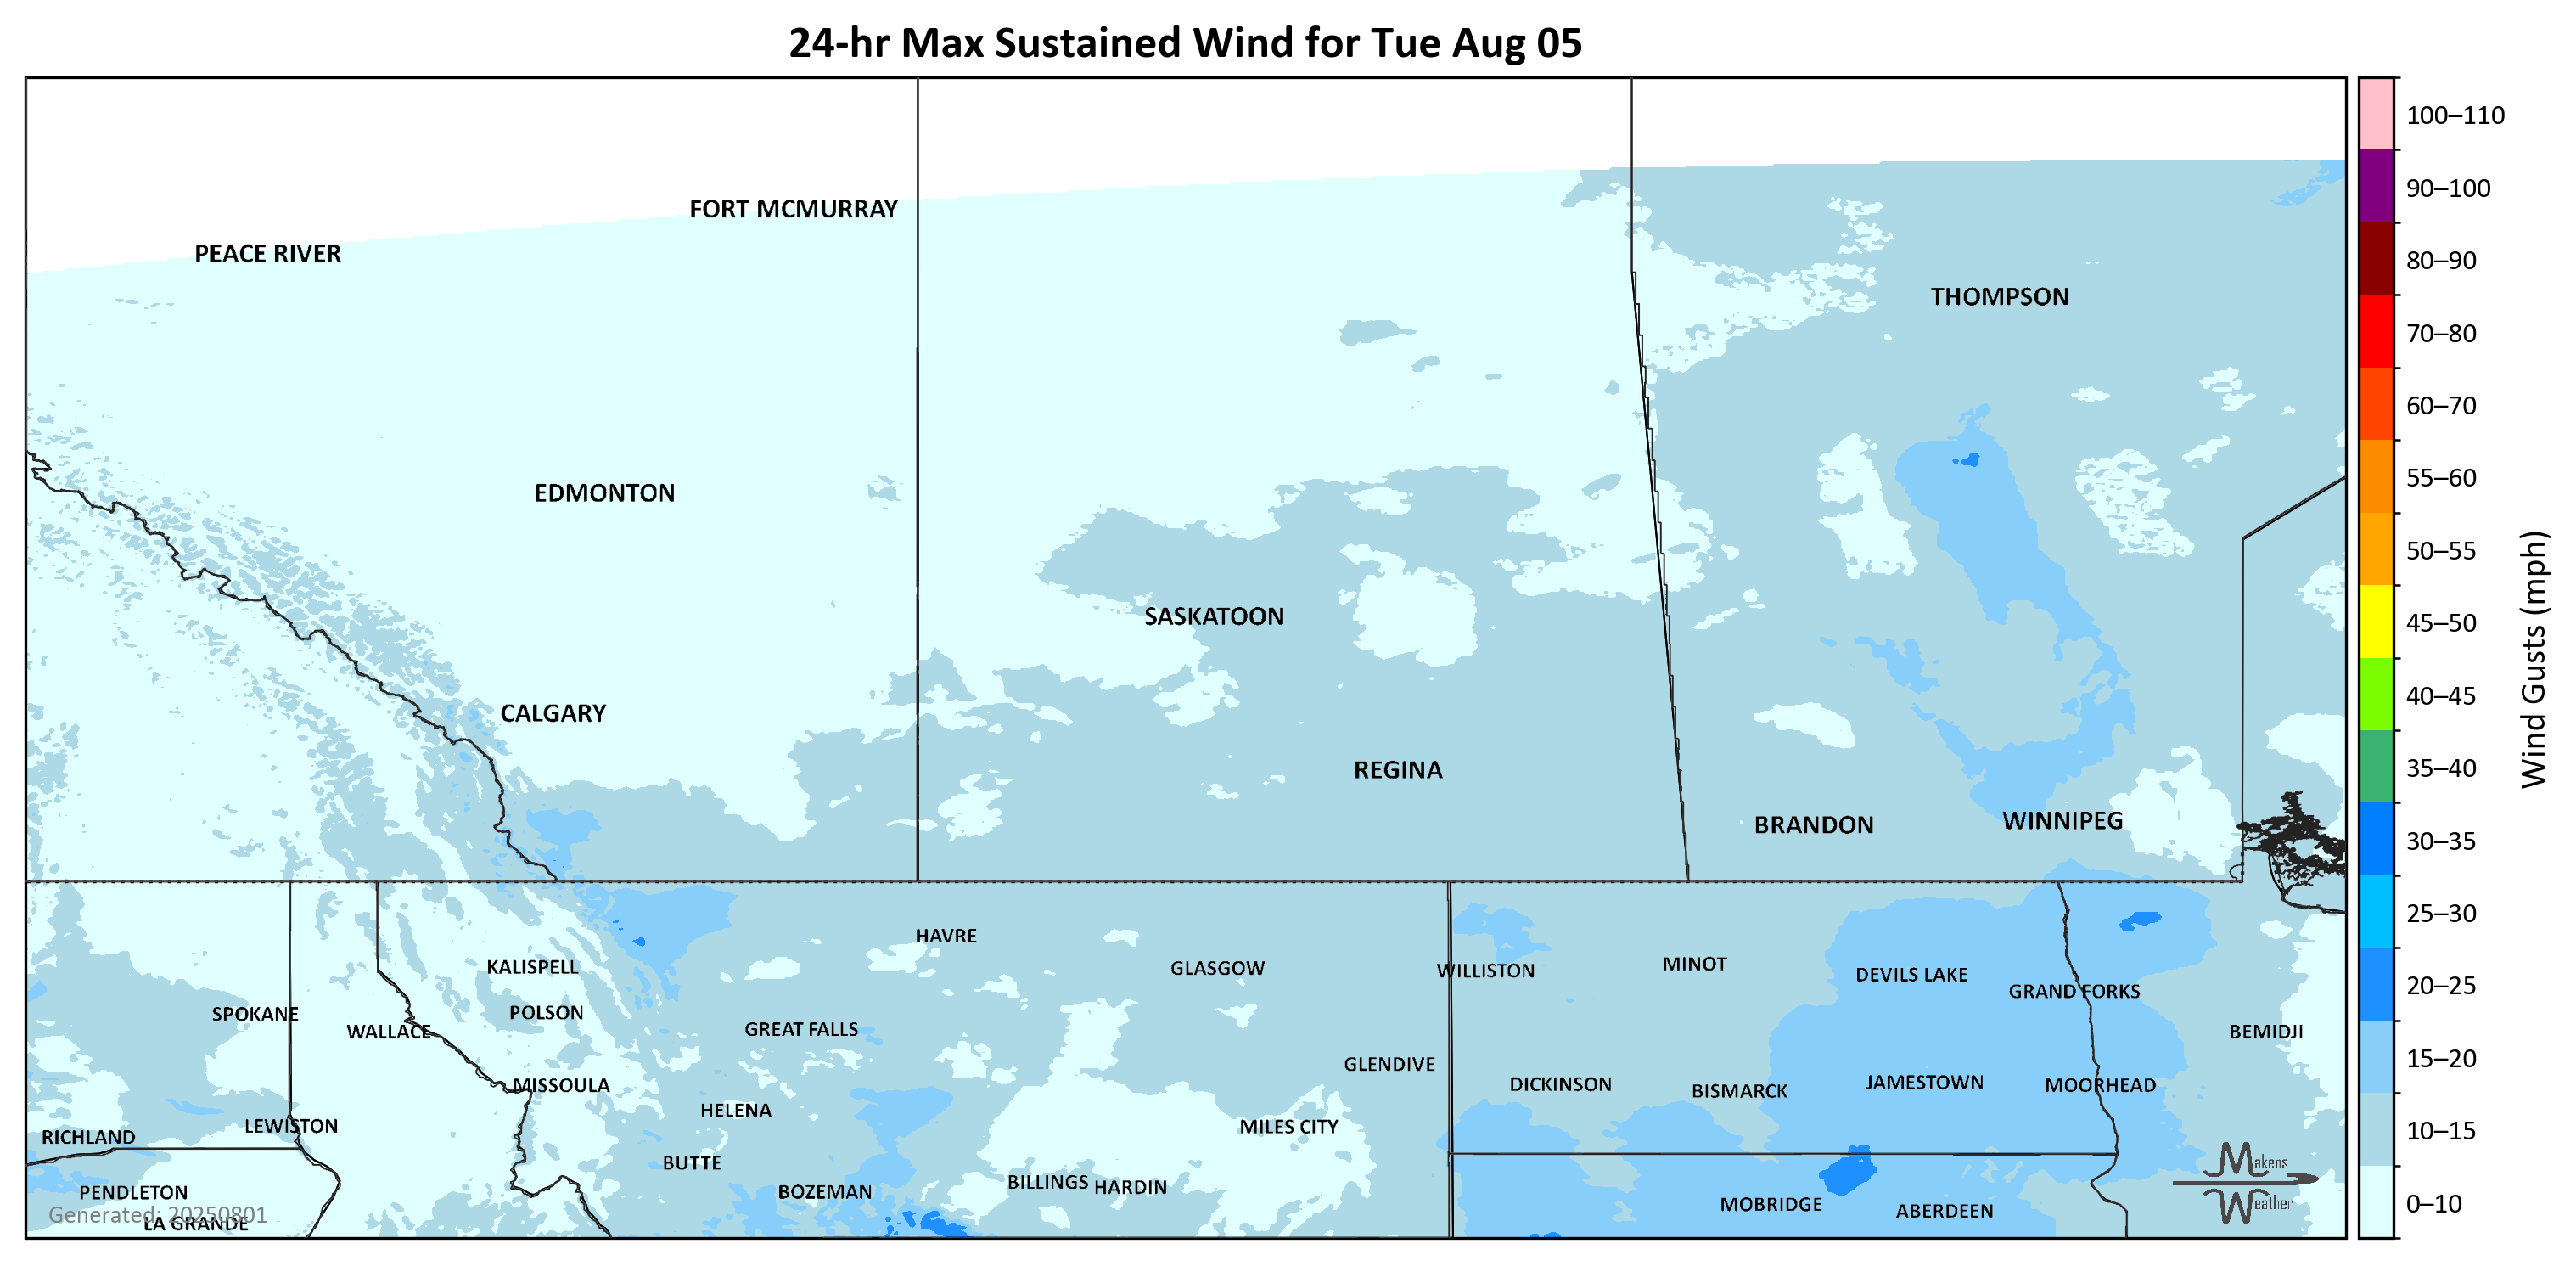 24-hr Max Sustained Wind for Tue Aug 05
100–110
90–100
80–90
70–80
60–70
55–60
50–55
45–50
40–45
35–40
30–35
25–30
20–25
15–20
10–15
0–10
Wind Gusts (mph)
FORT MCMURRAY
PEACE RIVER
THOMPSON
EDMONTON
SASKATOON
CALGARY
REGINA
BRANDON
WINNIPEG
HAVRE
KALISPELL
GLASGOW
WILLISTON
MINOT
DEVILS LAKE
GRAND FORKS
SPOKANE
POLSON
WALLACE
GREAT FALLS
BEMIDJI
GLENDIVE
MISSOULA
DICKINSON
BISMARCK
JAMESTOWN
MOORHEAD
HELENA
LEWISTON
MILES CITY
RICHLAND
BUTTE
BILLINGS
HARDIN
BOZEMAN
PENDLETON
MOBRIDGE
ABERDEEN
LA GRANDE
Generated: 20250801
Makens
Weather